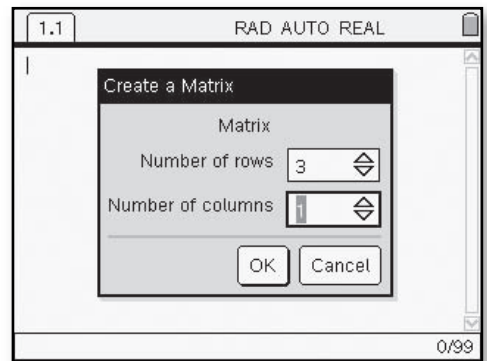 1.1 RAD AUTO REAL
Create a Matrix
Matrix
Number of rows 3
Number of columns 1
OK Cancel
0/99